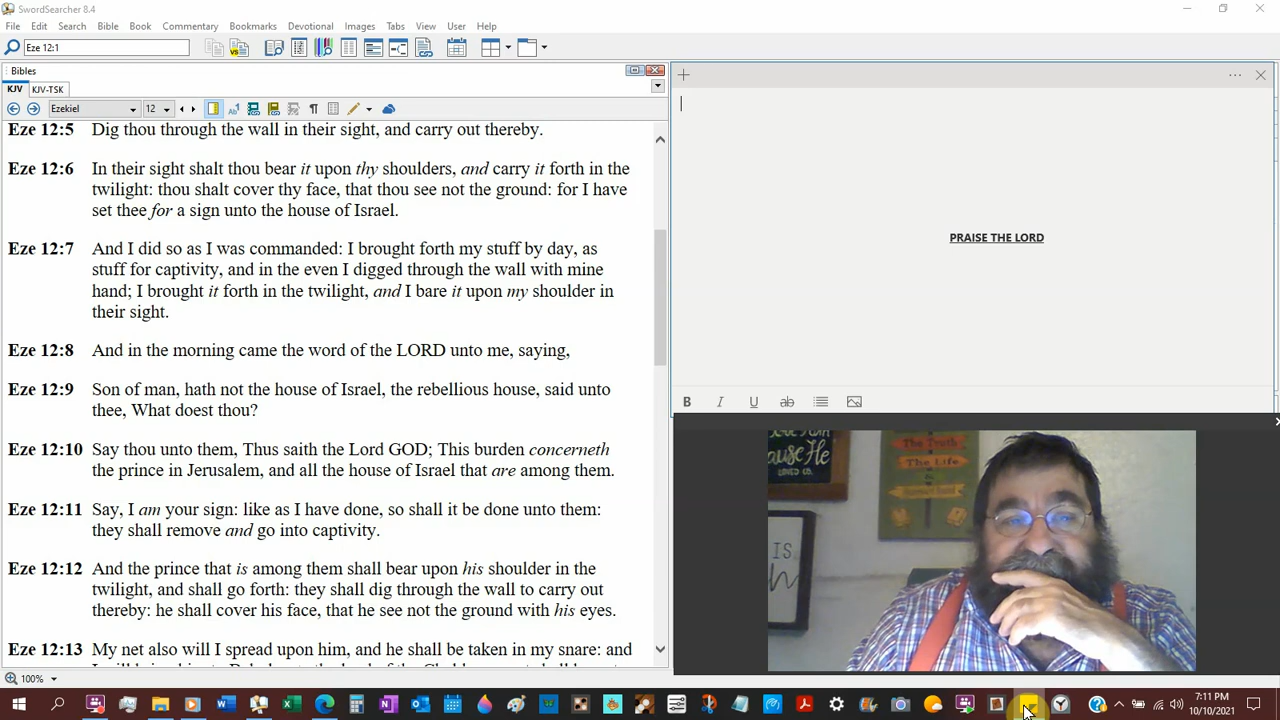 SwordSearcher 8.4
File Edit Search Bible Book Commentary Bookmarks Devotional Images Tabs View User Help
Eze 12:1
Bibles
KJV KJV-TSK
Ezekiel 12
Eze 12:5 Dig thou through the wall in their sight, and carry out thereby.
Eze 12:6 In their sight shalt thou bear it upon thy shoulders, and carry it forth in the
twilight: thou shalt cover thy face, that thou see not the ground: for I have
set thee for a sign unto the house of Israel.
Eze 12:7 And I did so as I was commanded: I brought forth my stuff by day, as
stuff for captivity, and in the even I digged through the wall with mine
hand; I brought it forth in the twilight, and I bare it upon my shoulder in
their sight.
Eze 12:8 And in the morning came the word of the LORD unto me, saying,
Eze 12:9 Son of man, hath not the house of Israel, the rebellious house, said unto
thee, What doest thou?
Eze 12:10 Say thou unto them, Thus saith the Lord GOD; This burden concerneth
the prince in Jerusalem, and all the house of Israel that are among them.
Eze 12:11 Say, I am your sign: like as I have done, so shall it be done unto them:
they shall remove and go into captivity.
Eze 12:12 And the prince that is among them shall bear upon his shoulder in the
twilight, and shall go forth: they shall dig through the wall to carry out
thereby: he shall cover his face, that he see not the ground with his eyes.
Eze 12:13 My net also will I spread upon him, and he shall be taken in my snare: and
100%
PRAISE THE LORD
B I U ab
cause He
LOVED
The Truth
The Life
IS
7:11 PM
10/10/2021